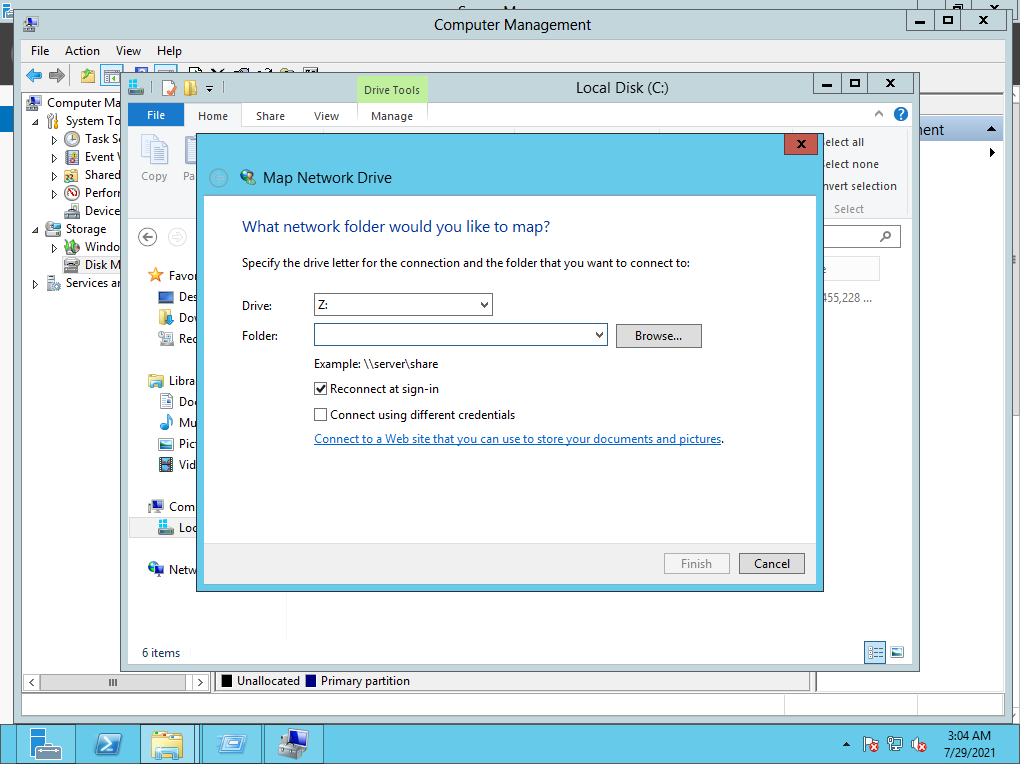 Computer Management
File Action View Help
Drive Tools
Local Disk (C:)
File Home Share View Manage
Computer Ma
System To
Task S
Event V
Shared
Perfor
Device
Storage
Windo
Disk M
Services an
Copy
Pa
elect all
elect none
nvert selection
Select
ent
Favor
Des
Dov
Rec
Libra
Doc
Mu
Pict
Vid
Com
Loc
Netw
455,228 ...
Map Network Drive
What network folder would you like to map?
Specify the drive letter for the connection and the folder that you want to connect to:
Drive: Z:
Folder: Browse...
Example: \\server\share
Reconnect at sign-in
Connect using different credentials
Connect to a Web site that you can use to store your documents and pictures.
Finish Cancel
6 items
Unallocated Primary partition
3:04 AM
7/29/2021